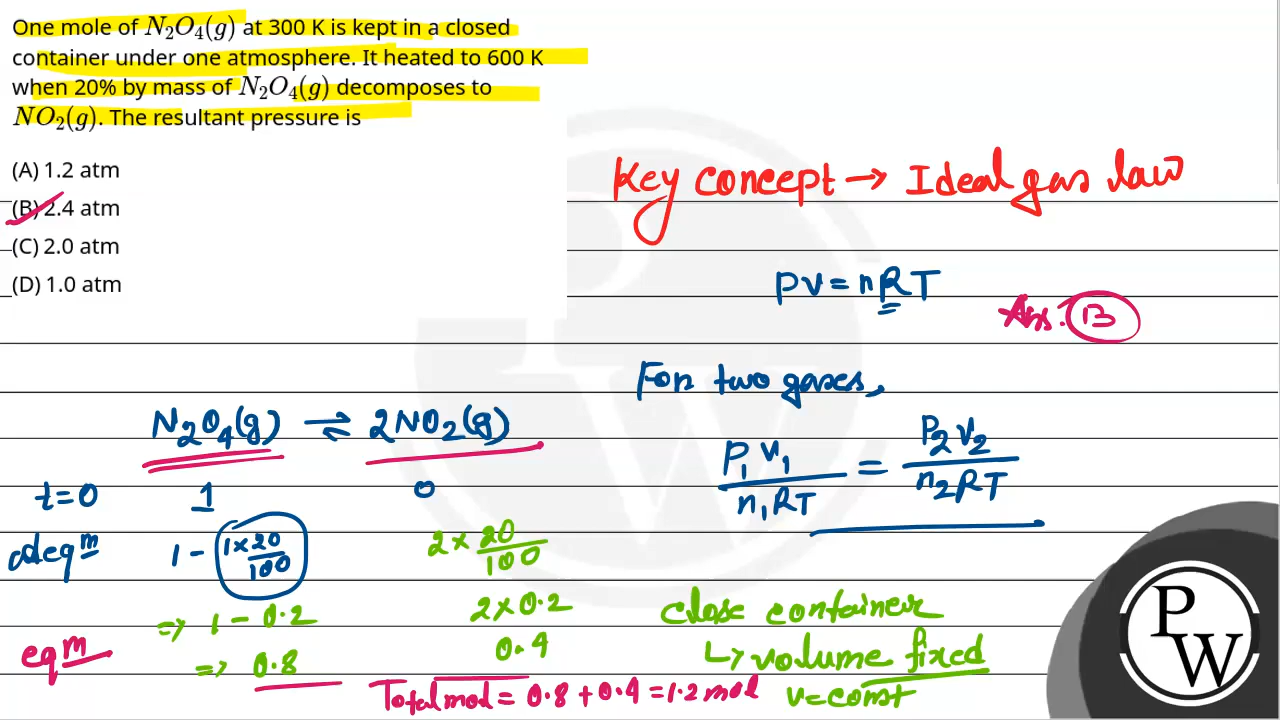 One mole of N₂O₄(g) at 300 K is kept in a closed
container under one atmosphere. It heated to 600 K
when 20% by mass of N₂O₄(g) decomposes to
NO₂(g). The resultant pressure is
(A) 1.2 atm
(B) 2.4 atm
(C) 2.0 atm
(D) 1.0 atm
Key concept → Ideal gas law
PV = nRT
Ans: B
For two gases,
N₂O₄(g) ⇌ 2NO₂(g)
P₁V₁/n₁RT = P₂V₂/n₂RT
t=0 1 0
at eqm 1 - 1×20/100 2×20/100
⇒ 1 - 0.2 2×0.2
eqm ⇒ 0.8 0.4
Total mol = 0.8 + 0.4 = 1.2 mol
close container
↳ volume fixed
V = const
P
W